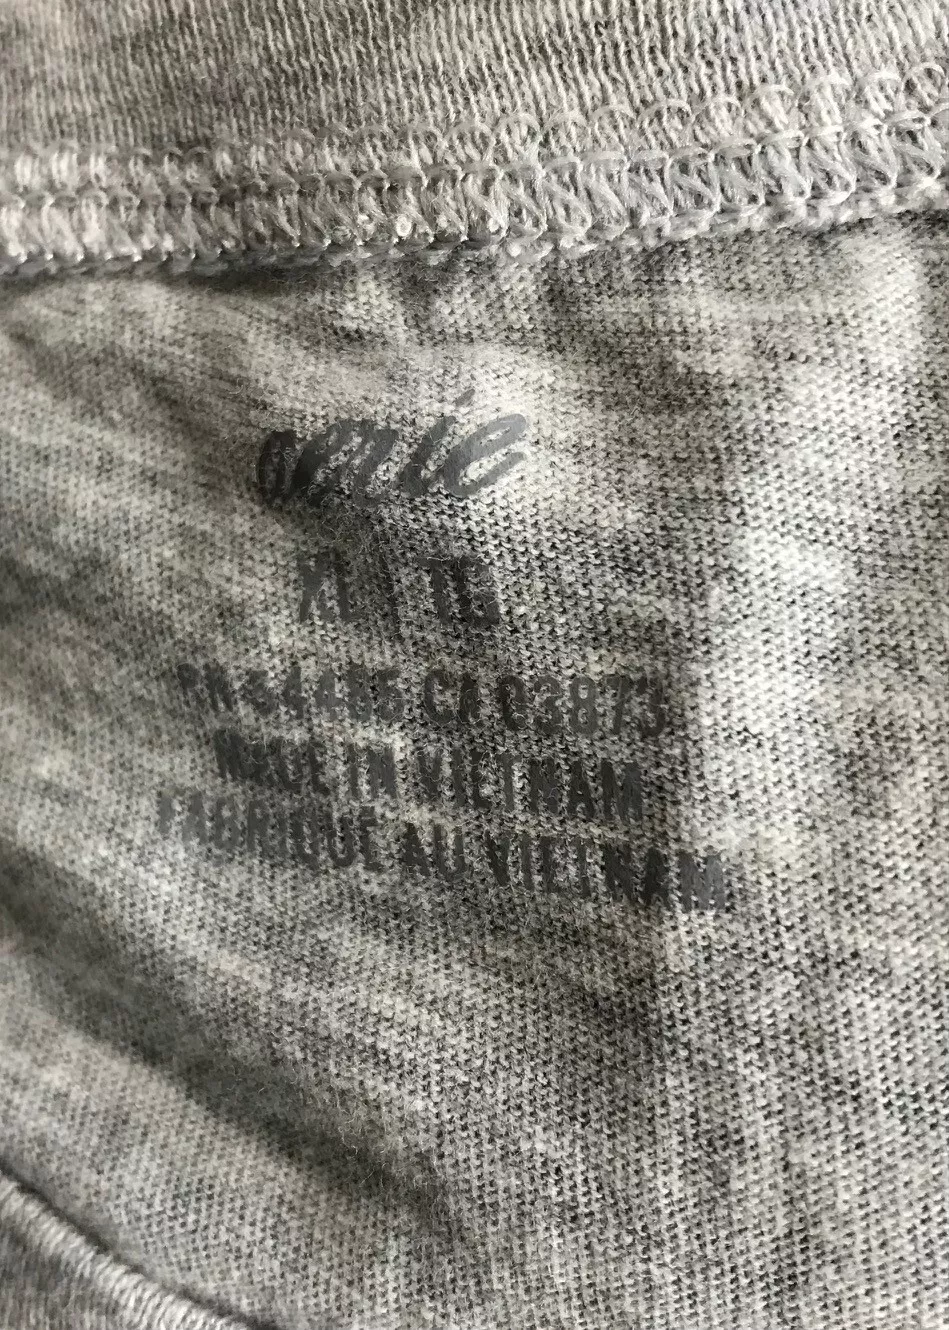 aerie
XL | TG
RN 54485 CA 03873
MADE IN VIETNAM
FABRIQUÉ AU VIETNAM